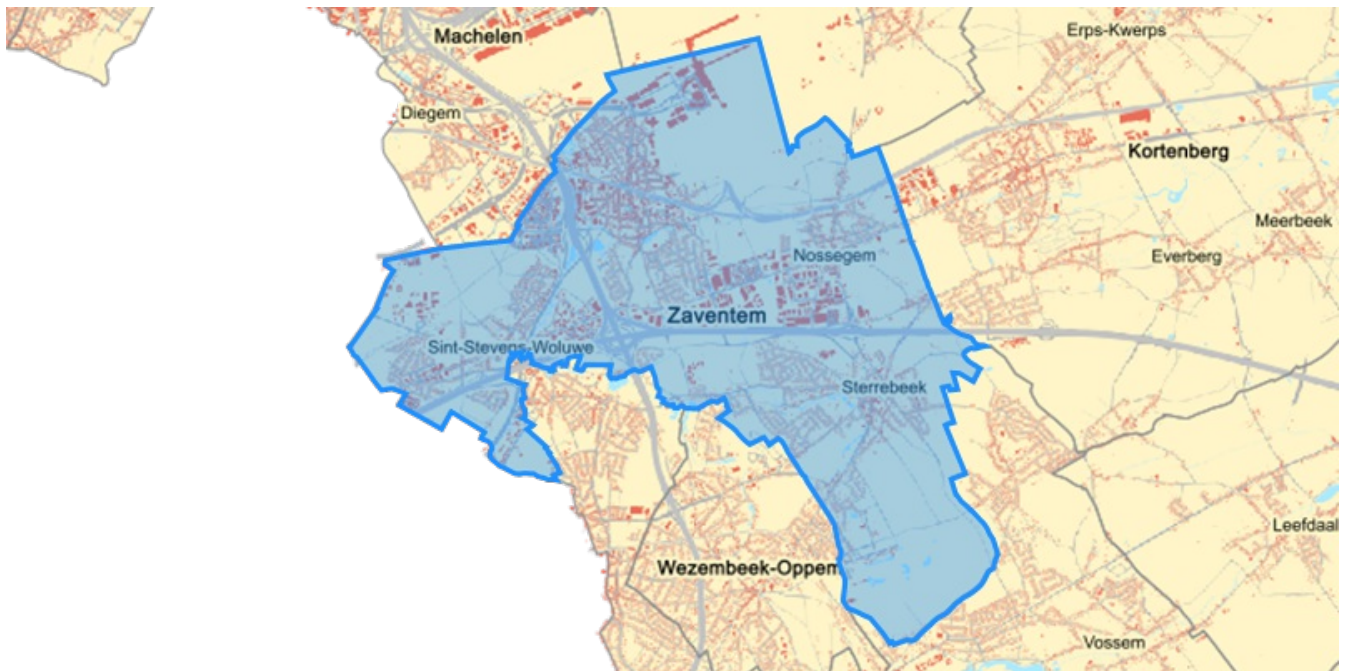 Machelen
Erps-Kwerps
Diegem
Kortenberg
Meerbeek
Nossegem
Everberg
Zaventem
Sint-Stevens-Woluwe
Sterrebeek
Leefdaal
Wezembeek-Oppem
Vossem